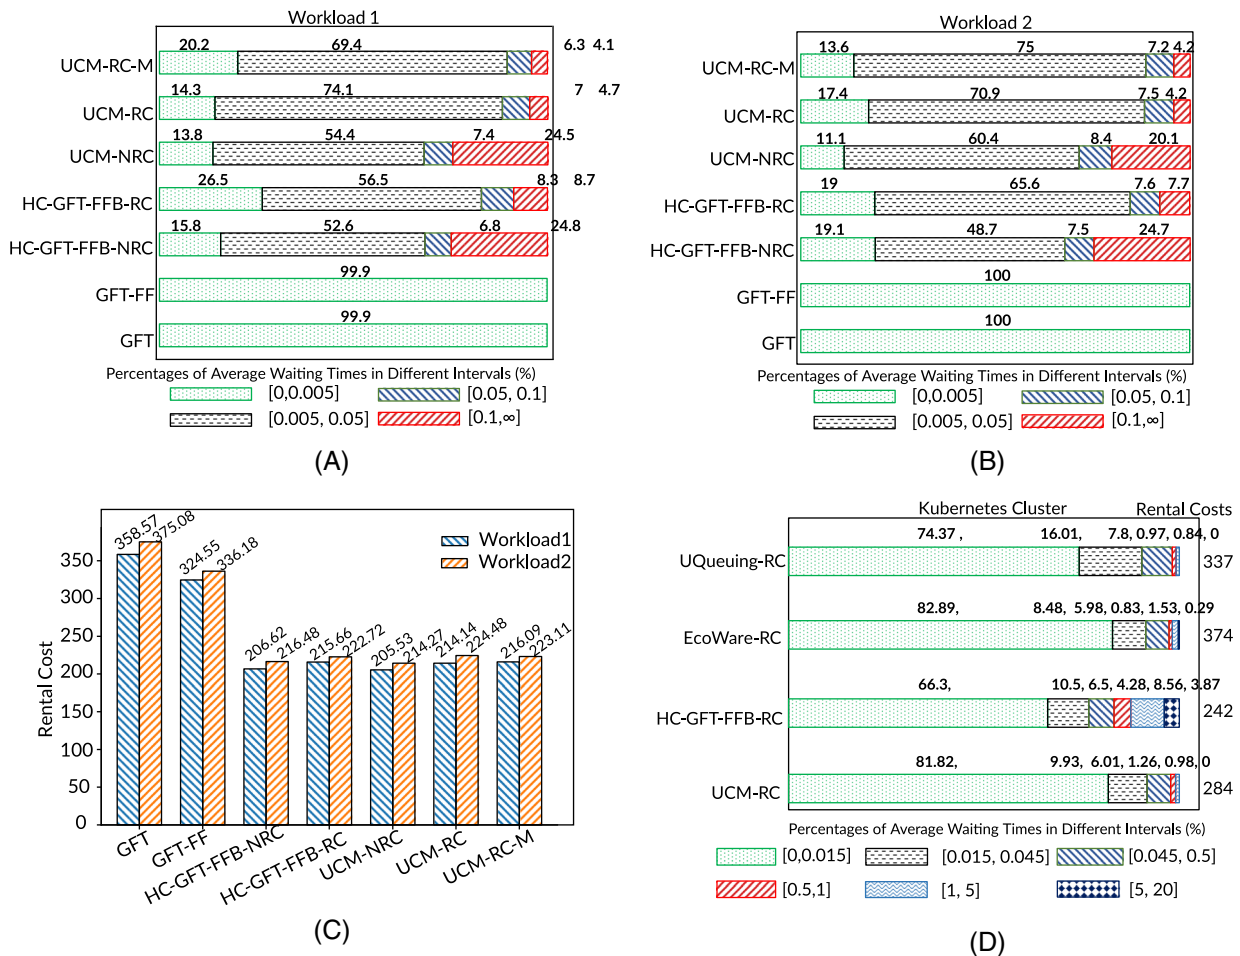 Workload 1
20.2 69.4 6.3 4.1
UCM-RC-M
14.3 74.1 7 4.7
UCM-RC
13.8 54.4 7.4 24.5
UCM-NRC
26.5 56.5 8.3 8.7
HC-GFT-FFB-RC
15.8 52.6 6.8 24.8
HC-GFT-FFB-NRC
99.9
GFT-FF
99.9
GFT
Percentages of Average Waiting Times in Different Intervals (%)
[0,0.005] [0.05, 0.1]
[0.005, 0.05] [0.1,∞]
(A)
Workload 2
13.6 75 7.2 4.2
UCM-RC-M
17.4 70.9 7.5 4.2
UCM-RC
11.1 60.4 8.4 20.1
UCM-NRC
19 65.6 7.6 7.7
HC-GFT-FFB-RC
19.1 48.7 7.5 24.7
HC-GFT-FFB-NRC
100
GFT-FF
100
GFT
Percentages of Average Waiting Times in Different Intervals (%)
[0,0.005] [0.05, 0.1]
[0.005, 0.05] [0.1,∞]
(B)
Rental Cost
350
300
250
200
150
100
50
0
358.57 375.08
324.55 336.18
206.62 216.48
215.66 222.72
205.53 214.27
214.14 224.48
216.09 223.11
Workload1
Workload2
GFT
GFT-FF
HC-GFT-FFB-NRC
HC-GFT-FFB-RC
UCM-NRC
UCM-RC
UCM-RC-M
(C)
Kubernetes Cluster Rental Costs
74.37, 16.01, 7.8, 0.97, 0.84, 0
UQueuing-RC 337
82.89, 8.48, 5.98, 0.83, 1.53, 0.29
EcoWare-RC 374
66.3, 10.5, 6.5, 4.28, 8.56, 3.87
HC-GFT-FFB-RC 242
81.82, 9.93, 6.01, 1.26, 0.98, 0
UCM-RC 284
Percentages of Average Waiting Times in Different Intervals (%)
[0,0.015] [0.015, 0.045] [0.045, 0.5]
[0.5,1] [1, 5] [5, 20]
(D)